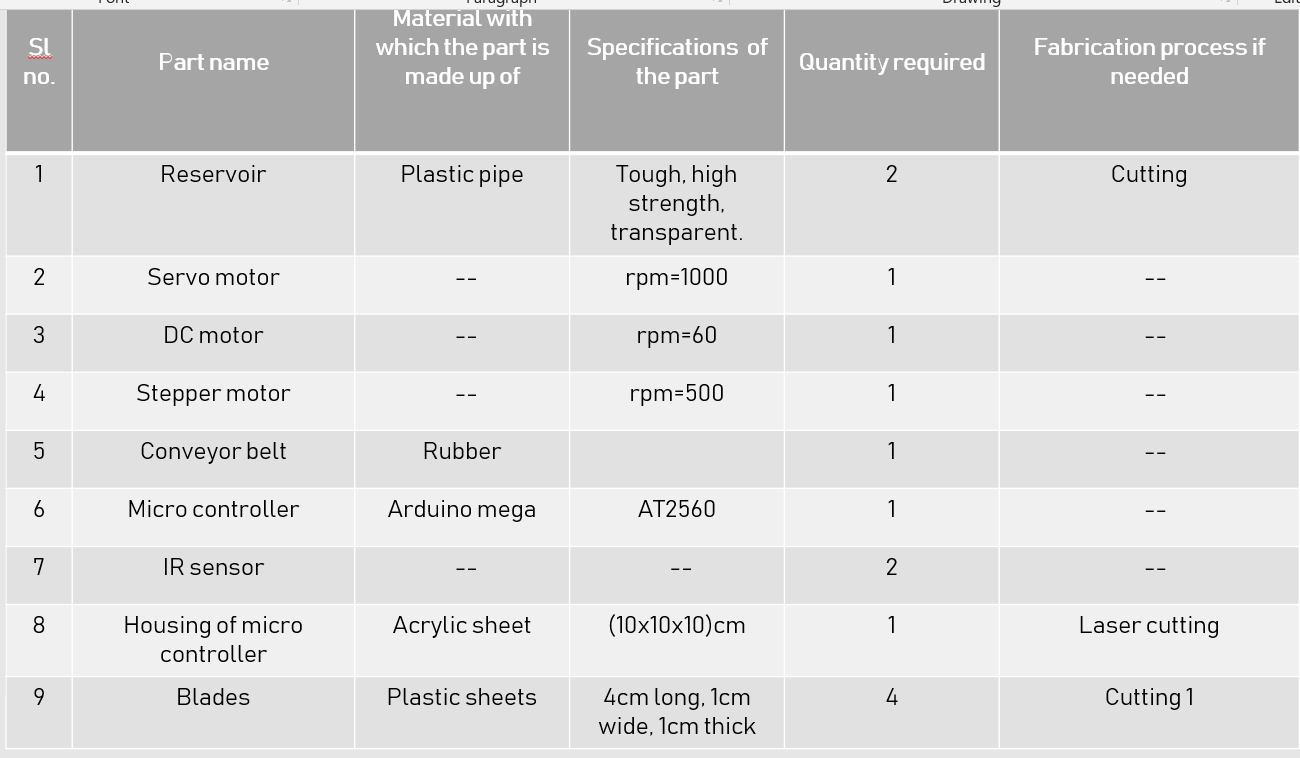 Font Paragraph Drawing
Sl no. Part name Material with which the part is made up of Specifications of the part Quantity required Fabrication process if needed
1 Reservoir Plastic pipe Tough, high strength, transparent. 2 Cutting
2 Servo motor -- rpm=1000 1 --
3 DC motor -- rpm=60 1 --
4 Stepper motor -- rpm=500 1 --
5 Conveyor belt Rubber 1 --
6 Micro controller Arduino mega AT2560 1 --
7 IR sensor -- -- 2 --
8 Housing of micro controller Acrylic sheet (10x10x10)cm 1 Laser cutting
9 Blades Plastic sheets 4cm long, 1cm wide, 1cm thick 4 Cutting 1